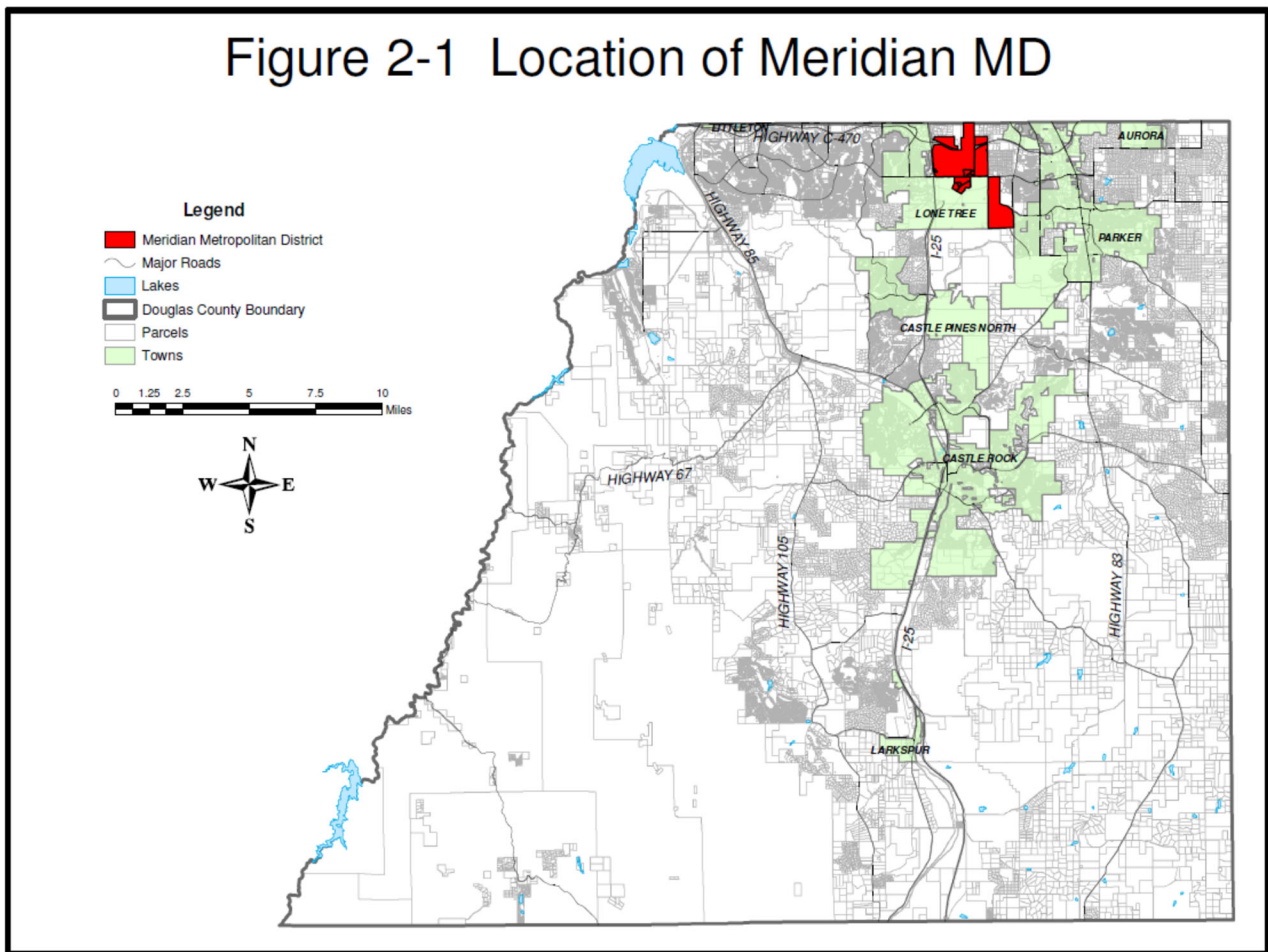 Figure 2-1 Location of Meridian MD
LITTLETON
HIGHWAY C-470
AURORA
Legend
Meridian Metropolitan District
Major Roads
Lakes
Douglas County Boundary
Parcels
Towns
0 1.25 2.5 5 7.5 10
Miles
N
W E
S
HIGHWAY 85
LONE TREE
PARKER
I-25
CASTLE PINES NORTH
CASTLE ROCK
HIGHWAY 67
HIGHWAY 105
HIGHWAY 83
I-25
LARKSPUR